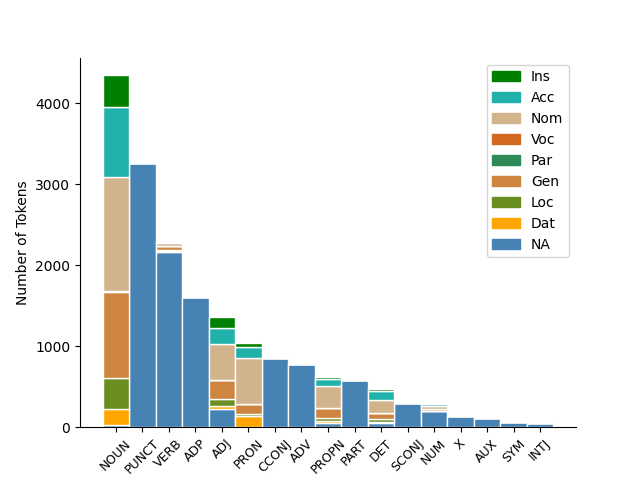 Number of Tokens
4000
3000
2000
1000
0
Ins
Acc
Nom
Voc
Par
Gen
Loc
Dat
NA
NOUN
PUNCT
VERB
ADP
ADJ
PRON
CCONJ
ADV
PROPN
PART
DET
SCONJ
NUM
X
AUX
SYM
INTJ